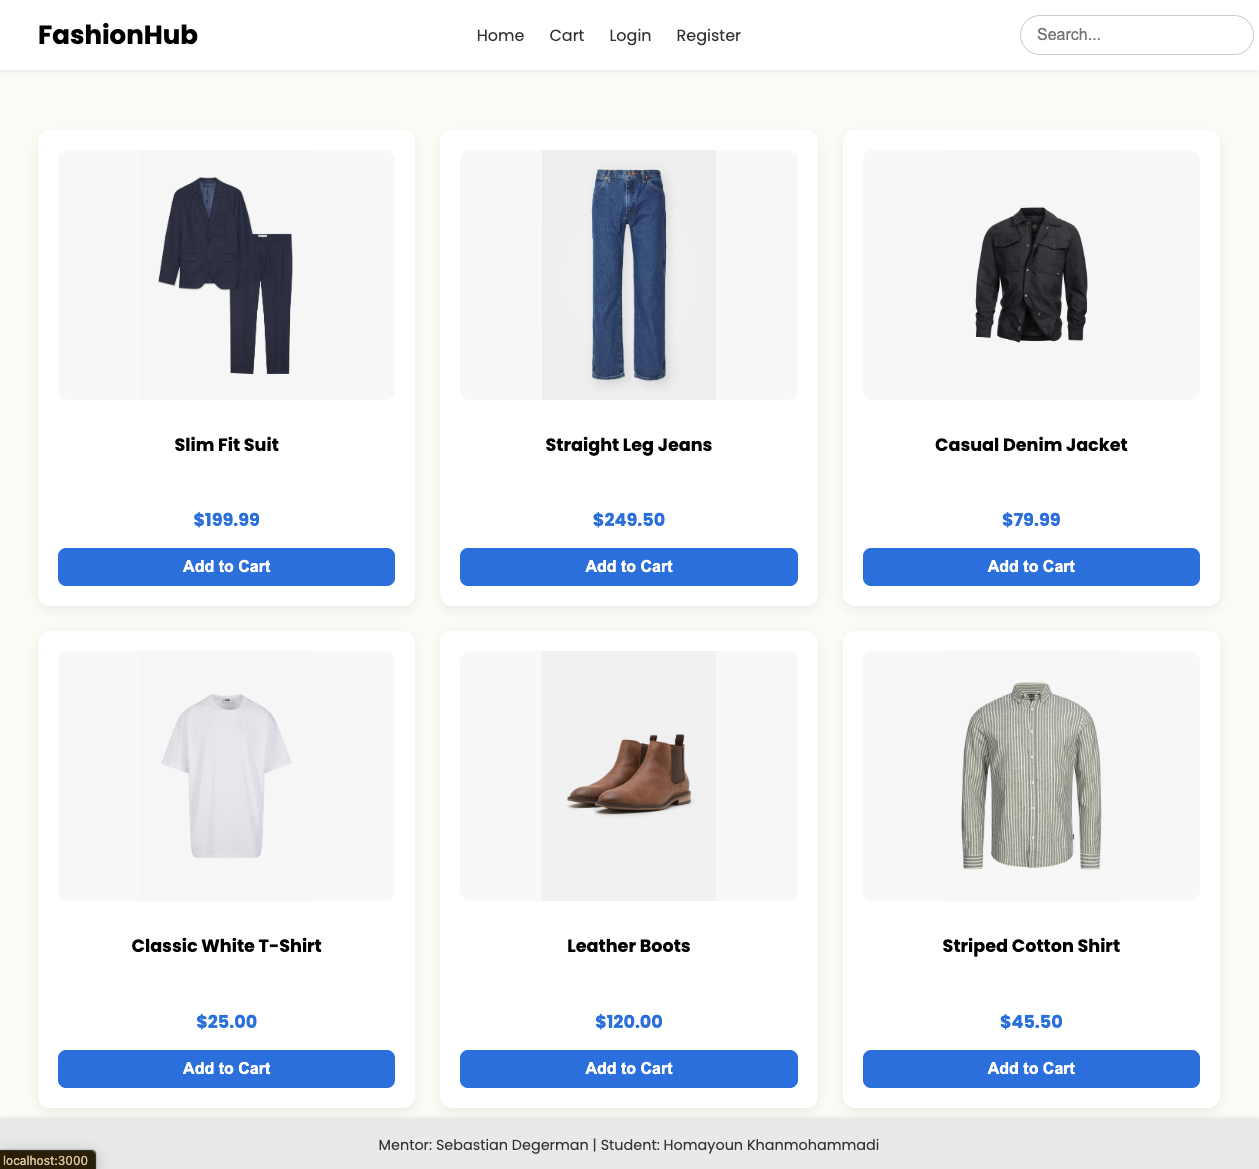 FashionHub
Home Cart Login Register
Search...
Slim Fit Suit
$199.99
Add to Cart
Straight Leg Jeans
$249.50
Add to Cart
Casual Denim Jacket
$79.99
Add to Cart
Classic White T-Shirt
$25.00
Add to Cart
Leather Boots
$120.00
Add to Cart
Striped Cotton Shirt
$45.50
Add to Cart
Mentor: Sebastian Degerman | Student: Homayoun Khanmohammadi
localhost:3000